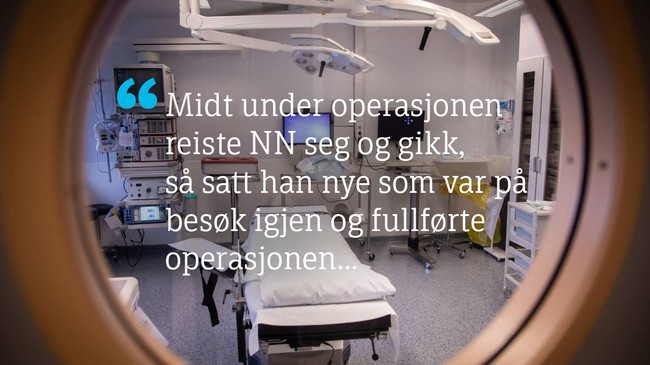 “Midt under operasjonen
reiste NN seg og gikk,
så satt han nye som var på
besøk igjen og fullførte
operasjonen...